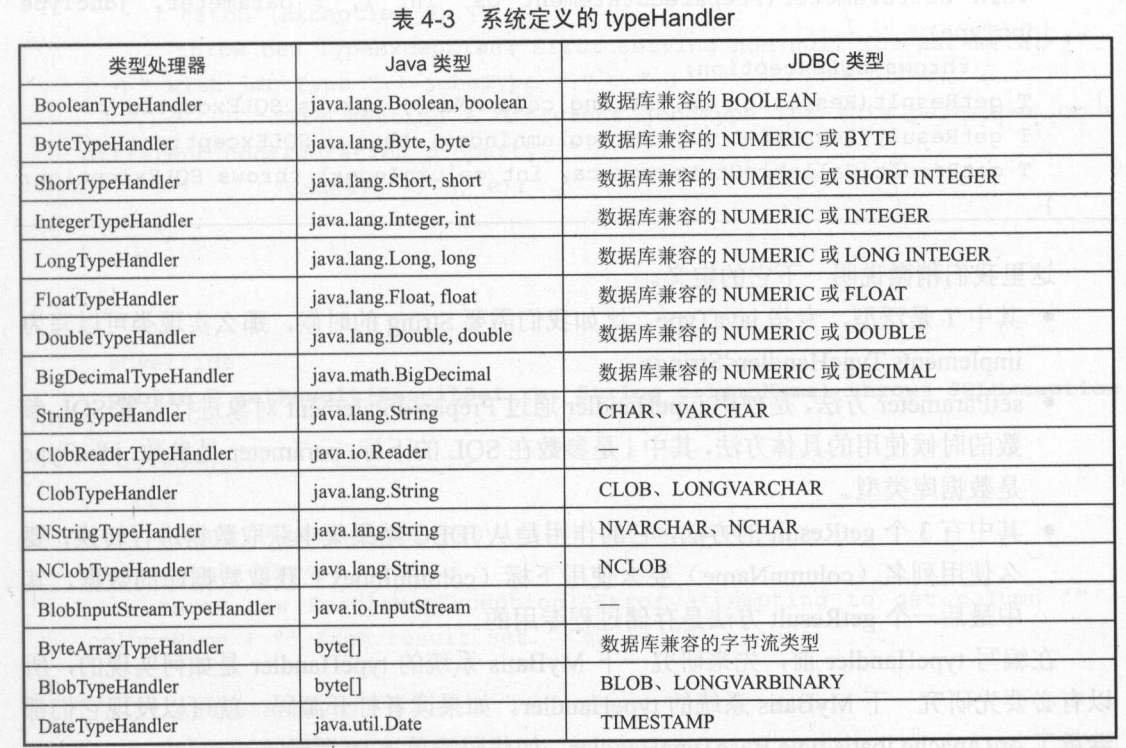 表 4-3 系统定义的 typeHandler
类型处理器 Java 类型 JDBC 类型
BooleanTypeHandler java.lang.Boolean, boolean 数据库兼容的 BOOLEAN
ByteTypeHandler java.lang.Byte, byte 数据库兼容的 NUMERIC 或 BYTE
ShortTypeHandler java.lang.Short, short 数据库兼容的 NUMERIC 或 SHORT INTEGER
IntegerTypeHandler java.lang.Integer, int 数据库兼容的 NUMERIC 或 INTEGER
LongTypeHandler java.lang.Long, long 数据库兼容的 NUMERIC 或 LONG INTEGER
FloatTypeHandler java.lang.Float, float 数据库兼容的 NUMERIC 或 FLOAT
DoubleTypeHandler java.lang.Double, double 数据库兼容的 NUMERIC 或 DOUBLE
BigDecimalTypeHandler java.math.BigDecimal 数据库兼容的 NUMERIC 或 DECIMAL
StringTypeHandler java.lang.String CHAR、VARCHAR
ClobReaderTypeHandler java.io.Reader
ClobTypeHandler java.lang.String CLOB、LONGVARCHAR
NStringTypeHandler java.lang.String NVARCHAR、NCHAR
NClobTypeHandler java.lang.String NCLOB
BlobInputStreamTypeHandler java.io.InputStream
ByteArrayTypeHandler byte[] 数据库兼容的字节流类型
BlobTypeHandler byte[] BLOB、LONGVARBINARY
DateTypeHandler java.util.Date TIMESTAMP